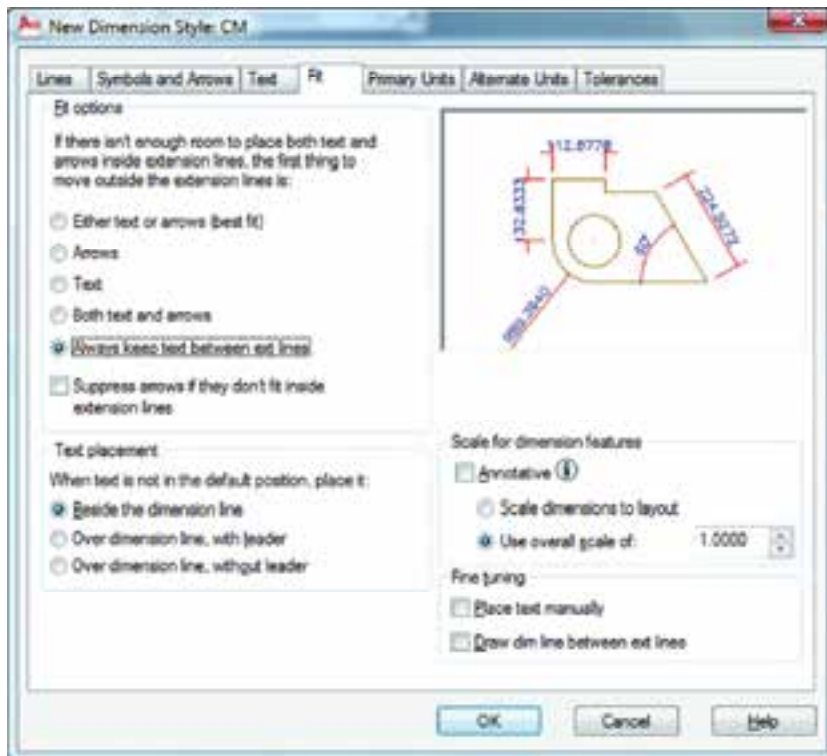 New Dimension Style: CM
Lines
Symbols and Arrows
Text
Fit
Primary Units
Alternate Units
Tolerances
Fit options
If there isn't enough room to place both text and
arrows inside extension lines, the first thing to
move outside the extension lines is:
Either text or arrows (best fit)
Arrows
Text
Both text and arrows
Always keep text between ext lines
Suppress arrows if they don't fit inside
extension lines
Text placement
When text is not in the default position, place it:
Beside the dimension line
Over dimension line, with leader
Over dimension line, without leader
Scale for dimension features
Annotative
Scale dimensions to layout
Use overall scale of:
1.0000
Fine tuning
Place text manually
Draw dim line between ext lines
OK
Cancel
Help